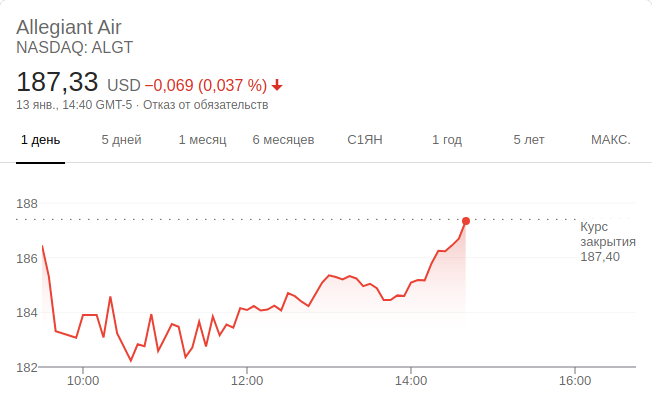 Allegiant Air
NASDAQ: ALGT
187,33 USD −0,069 (0,037 %)
13 янв., 14:40 GMT-5 · Отказ от обязательств
1 день 5 дней 1 месяц 6 месяцев С1ЯН 1 год 5 лет МАКС.
188
Курс
закрытия
187,40
186
184
182
10:00 12:00 14:00 16:00